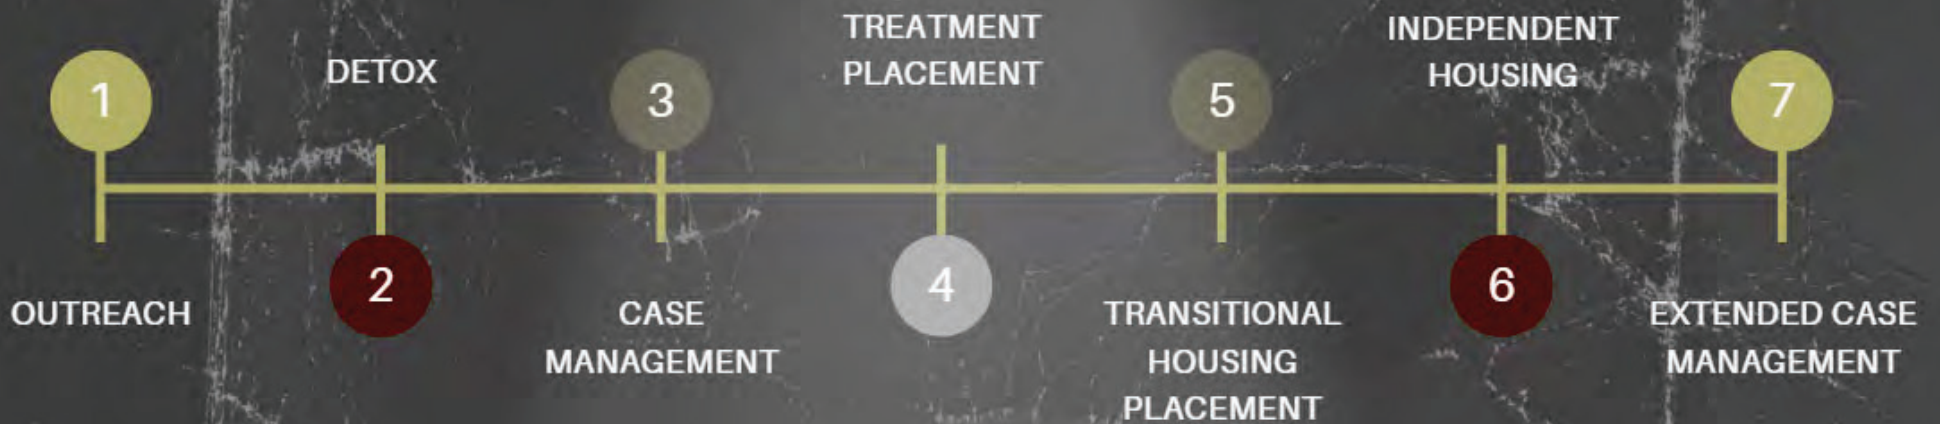 1
OUTREACH
DETOX
2
3
CASE
MANAGEMENT
TREATMENT
PLACEMENT
4
5
TRANSITIONAL
HOUSING
PLACEMENT
INDEPENDENT
HOUSING
6
7
EXTENDED CASE
MANAGEMENT